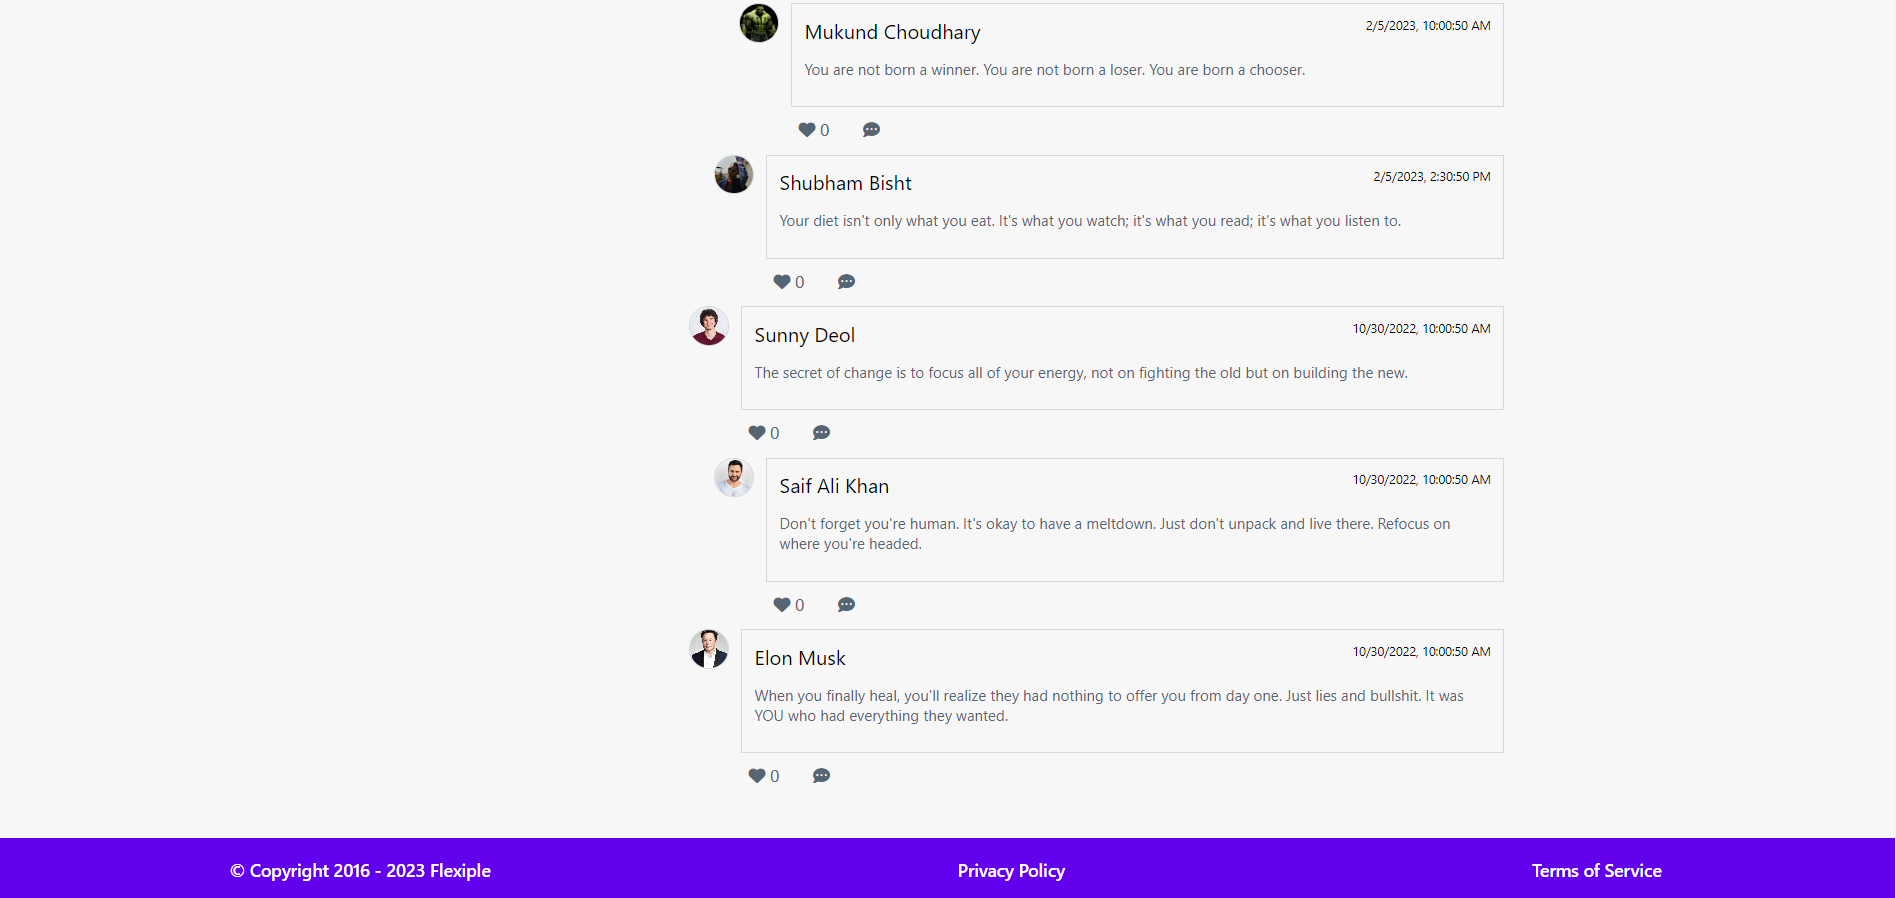 Mukund Choudhary
2/5/2023, 10:00:50 AM
You are not born a winner. You are not born a loser. You are born a chooser.
0
Shubham Bisht
2/5/2023, 2:30:50 PM
Your diet isn't only what you eat. It's what you watch; it's what you read; it's what you listen to.
0
Sunny Deol
10/30/2022, 10:00:50 AM
The secret of change is to focus all of your energy, not on fighting the old but on building the new.
0
Saif Ali Khan
10/30/2022, 10:00:50 AM
Don't forget you're human. It's okay to have a meltdown. Just don't unpack and live there. Refocus on
where you're headed.
0
Elon Musk
10/30/2022, 10:00:50 AM
When you finally heal, you'll realize they had nothing to offer you from day one. Just lies and bullshit. It was
YOU who had everything they wanted.
0
© Copyright 2016 - 2023 Flexiple
Privacy Policy
Terms of Service